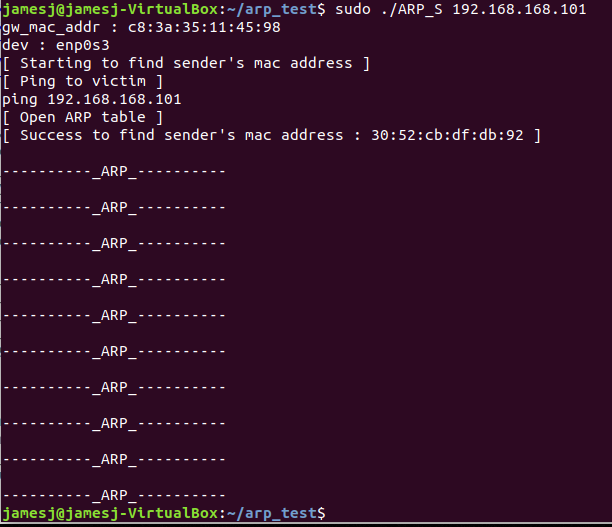 jamesj@jamesj-VirtualBox:~/arp_test$ sudo ./ARP_S 192.168.168.101
gw_mac_addr : c8:3a:35:11:45:98
dev : enp0s3
[ Starting to find sender's mac address ]
[ Ping to victim ]
ping 192.168.168.101
[ Open ARP table ]
[ Success to find sender's mac address : 30:52:cb:df:db:92 ]
----------_ARP_----------
----------_ARP_----------
----------_ARP_----------
----------_ARP_----------
----------_ARP_----------
----------_ARP_----------
----------_ARP_----------
----------_ARP_----------
----------_ARP_----------
----------_ARP_----------
jamesj@jamesj-VirtualBox:~/arp_test$